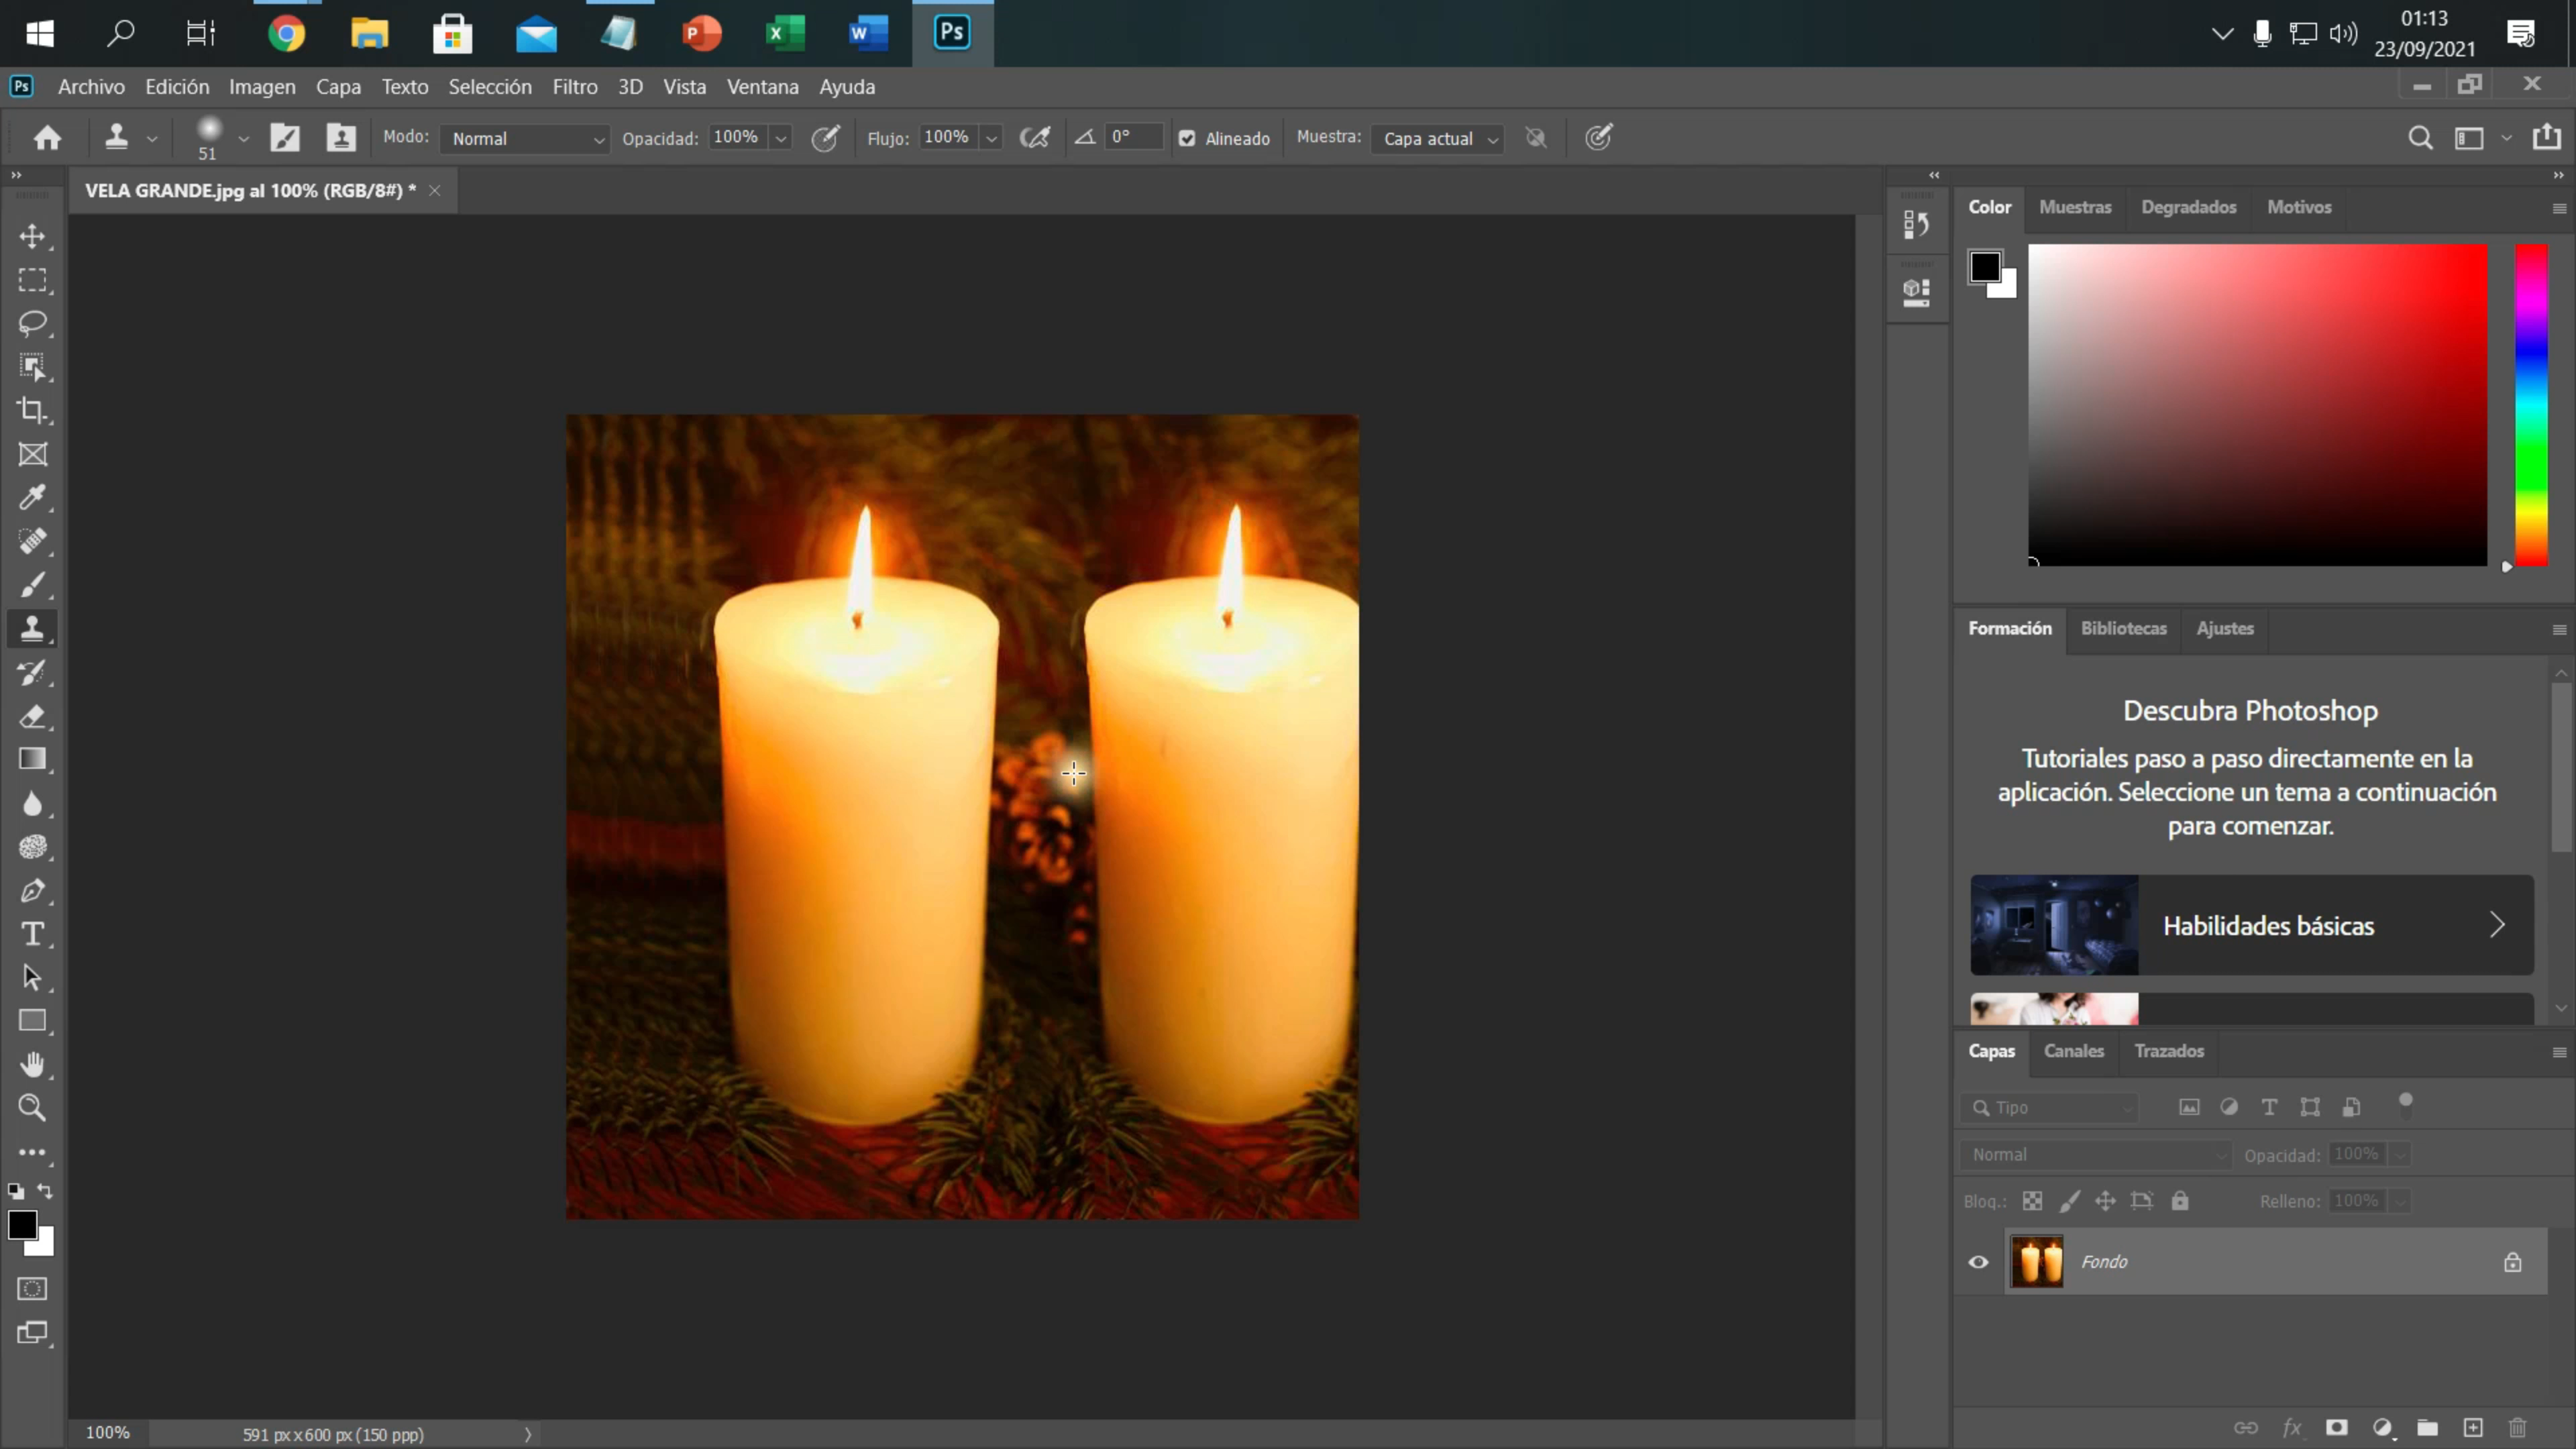 01:13
23/09/2021
Ps Archivo Edición Imagen Capa Texto Selección Filtro 3D Vista Ventana Ayuda
51 Modo: Normal Opacidad: 100% Flujo: 100% 0° Alineado Muestra: Capa actual
VELA GRANDE.jpg al 100% (RGB/8#) *
Color Muestras Degradados Motivos
Formación Bibliotecas Ajustes
Descubra Photoshop
Tutoriales paso a paso directamente en la
aplicación. Seleccione un tema a continuación
para comenzar.
Habilidades básicas
Capas Canales Trazados
Tipo
Normal Opacidad: 100%
Bloq.: Relleno: 100%
Fondo
100% 591 px x 600 px (150 ppp)